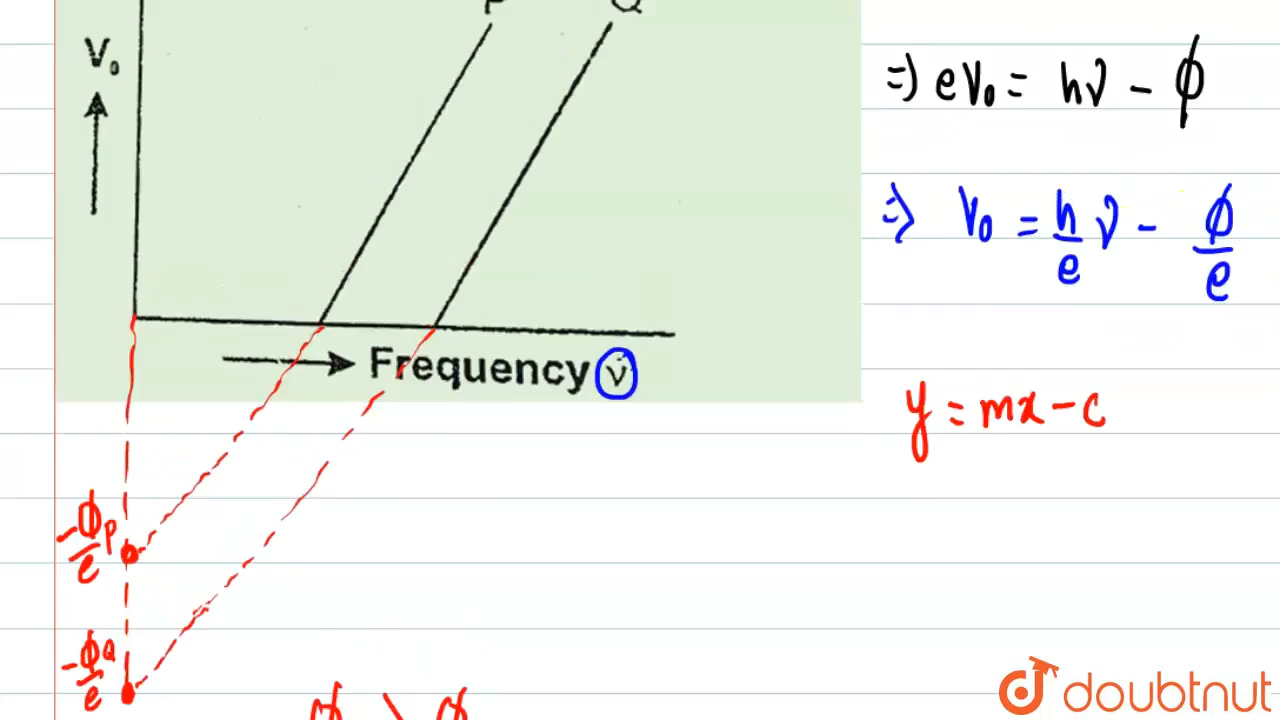 P Q
V₀
⇒) eV₀ = hν - ϕ
⇒ V₀ = h/e ν - ϕ/e
Frequency ν
y = mx - c
-ϕP/e
-ϕQ/e
ϕ > ϕ
doubtnut